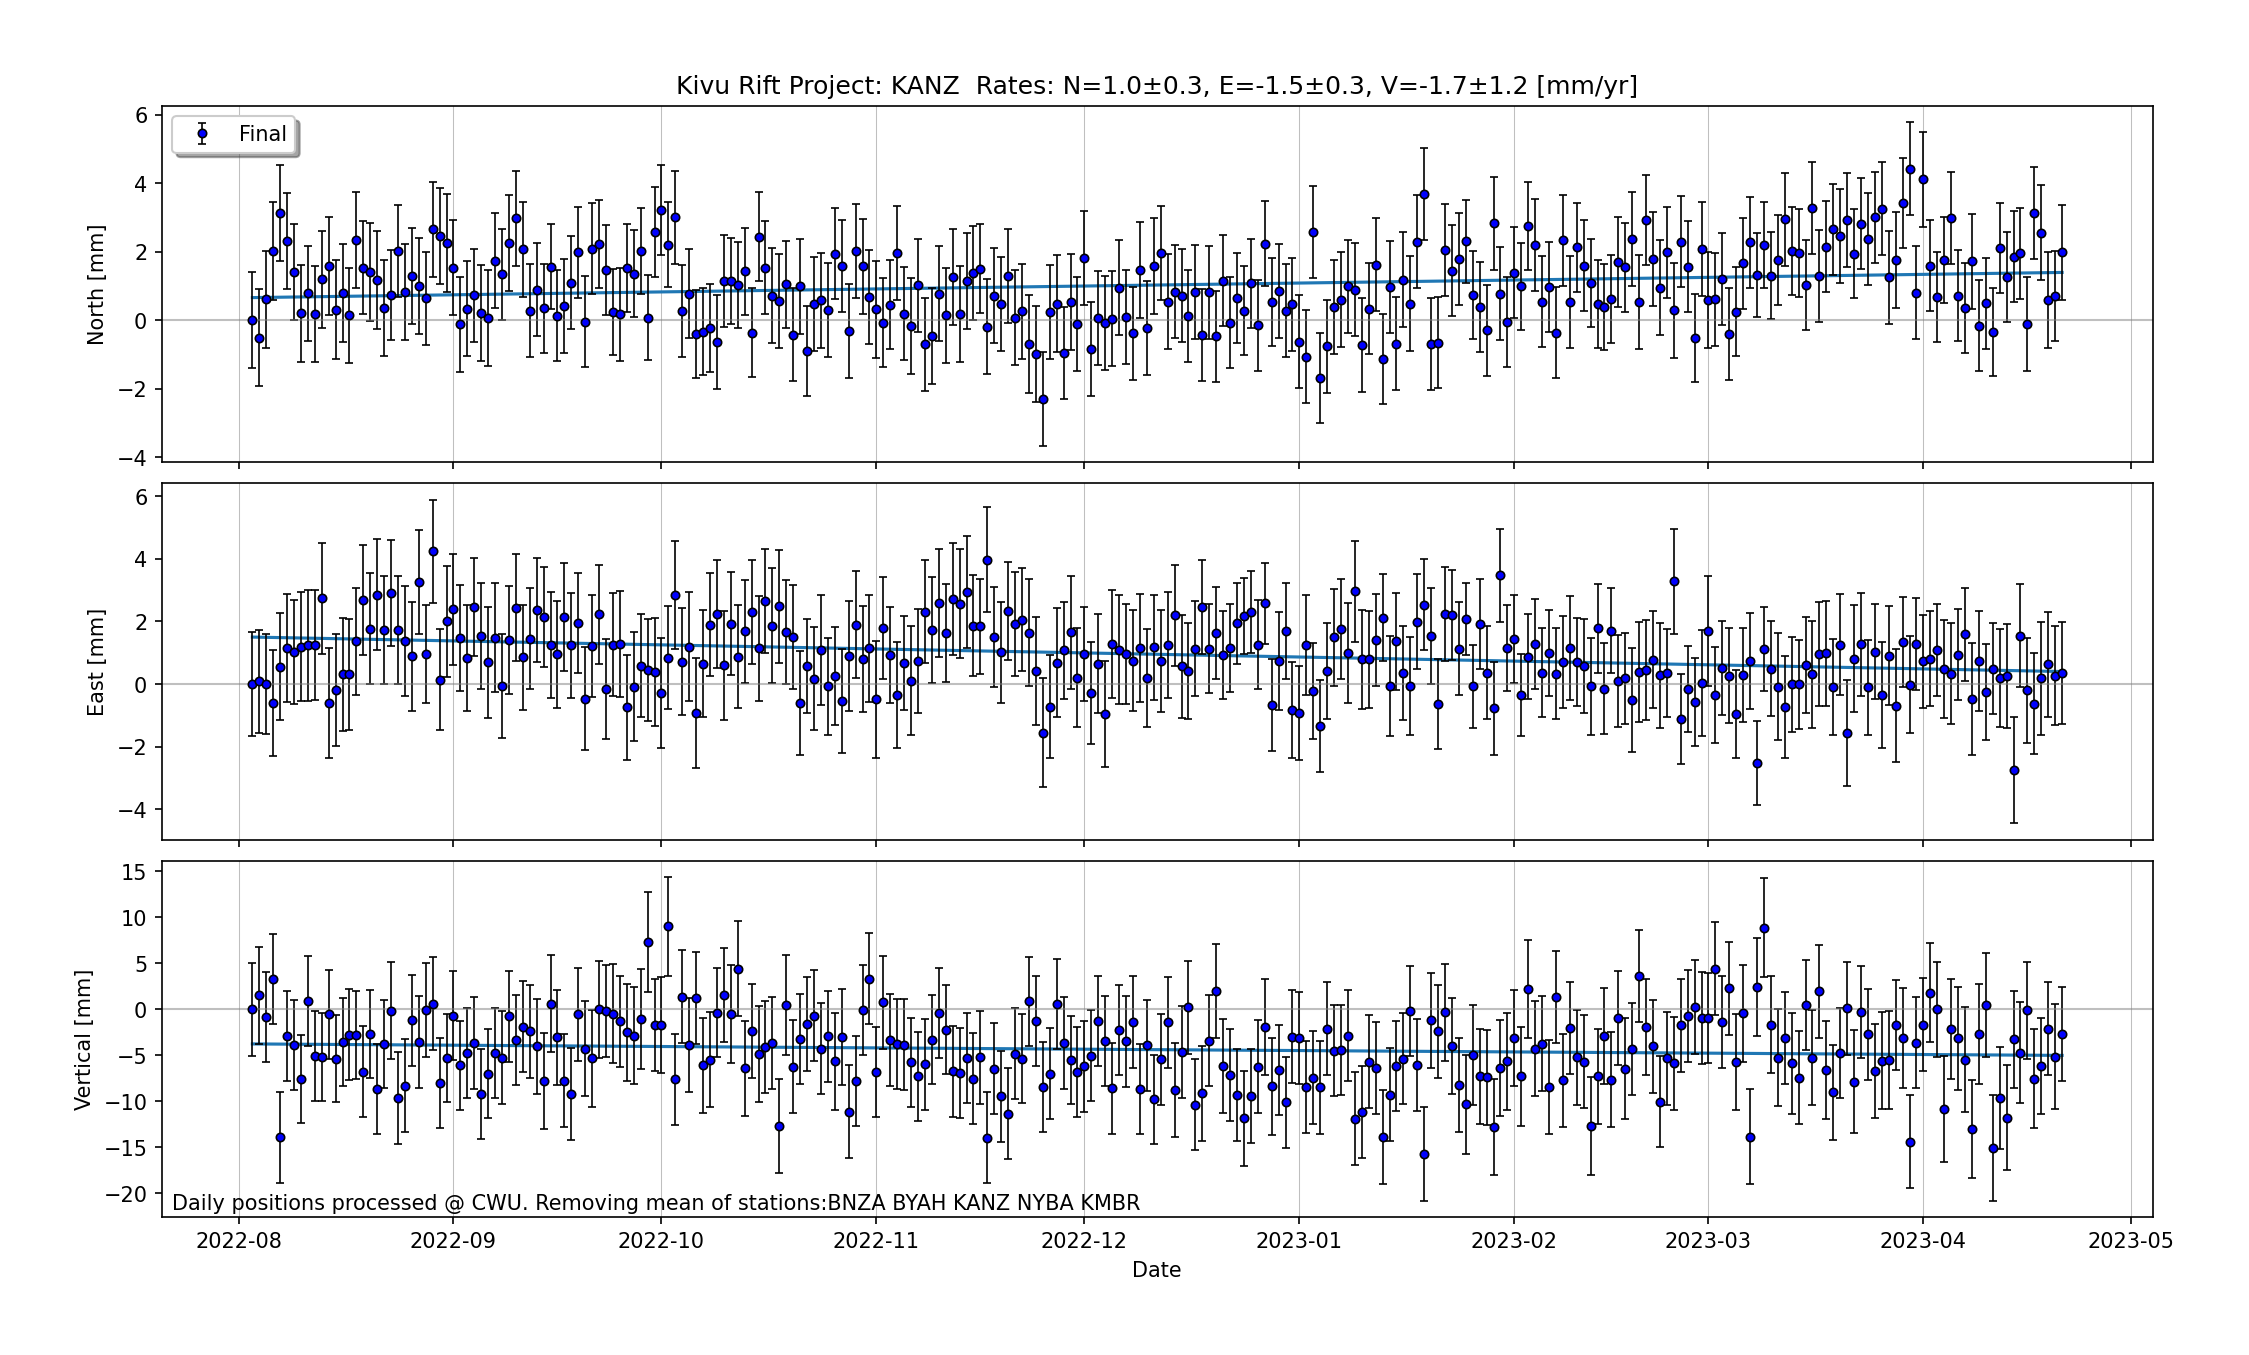 Kivu Rift Project: KANZ  Rates: N=1.0±0.3, E=-1.5±0.3, V=-1.7±1.2 [mm/yr]
Final
North [mm]
6
4
2
0
−2
−4
East [mm]
6
4
2
0
−2
−4
Vertical [mm]
15
10
5
0
−5
−10
−15
−20
Daily positions processed @ CWU. Removing mean of stations:BNZA BYAH KANZ NYBA KMBR
2022-08 2022-09 2022-10 2022-11 2022-12 2023-01 2023-02 2023-03 2023-04 2023-05
Date